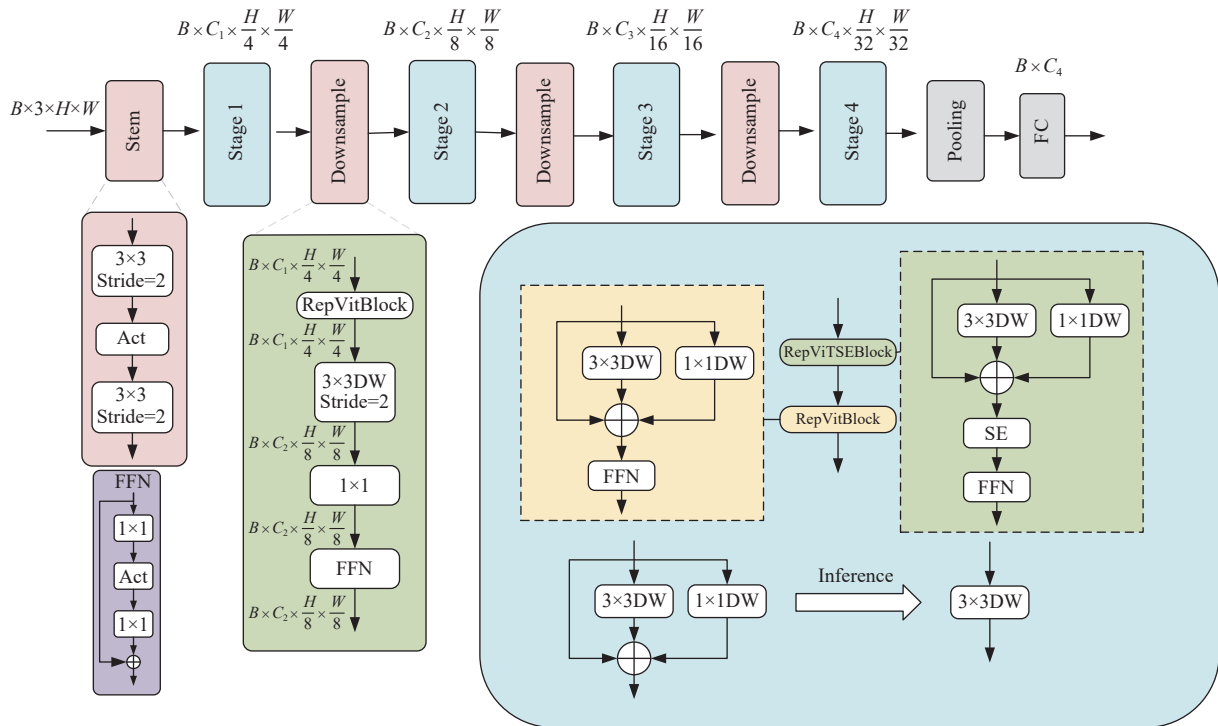 B×C₁×H/4×W/4
B×C₂×H/8×W/8
B×C₃×H/16×W/16
B×C₄×H/32×W/32
B×C₄
B×3×H×W
Stem
Stage 1
Downsample
Stage 2
Downsample
Stage 3
Downsample
Stage 4
Pooling
FC
3×3
Stride=2
Act
3×3
Stride=2
FFN
1×1
Act
1×1
B×C₁×H/4×W/4
RepVitBlock
B×C₁×H/4×W/4
3×3DW
Stride=2
B×C₂×H/8×W/8
1×1
B×C₂×H/8×W/8
FFN
B×C₂×H/8×W/8
3×3DW
1×1DW
FFN
RepViTSEBlock
RepVitBlock
3×3DW
1×1DW
SE
FFN
3×3DW
1×1DW
Inference
3×3DW